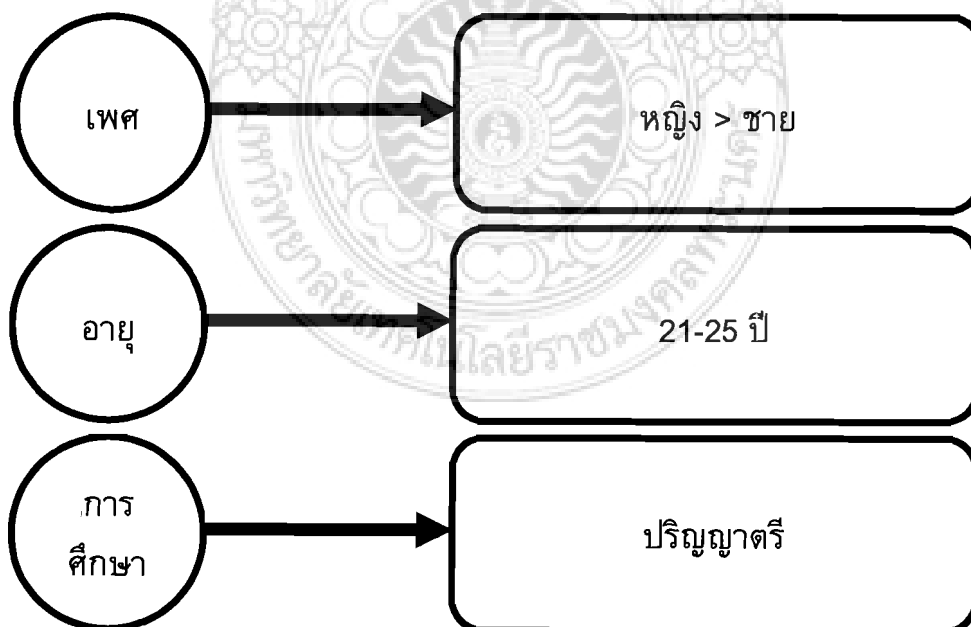 เพศ
หญิง > ชาย
อายุ
21-25 ปี
การ
ศึกษา
ปริญญาตรี